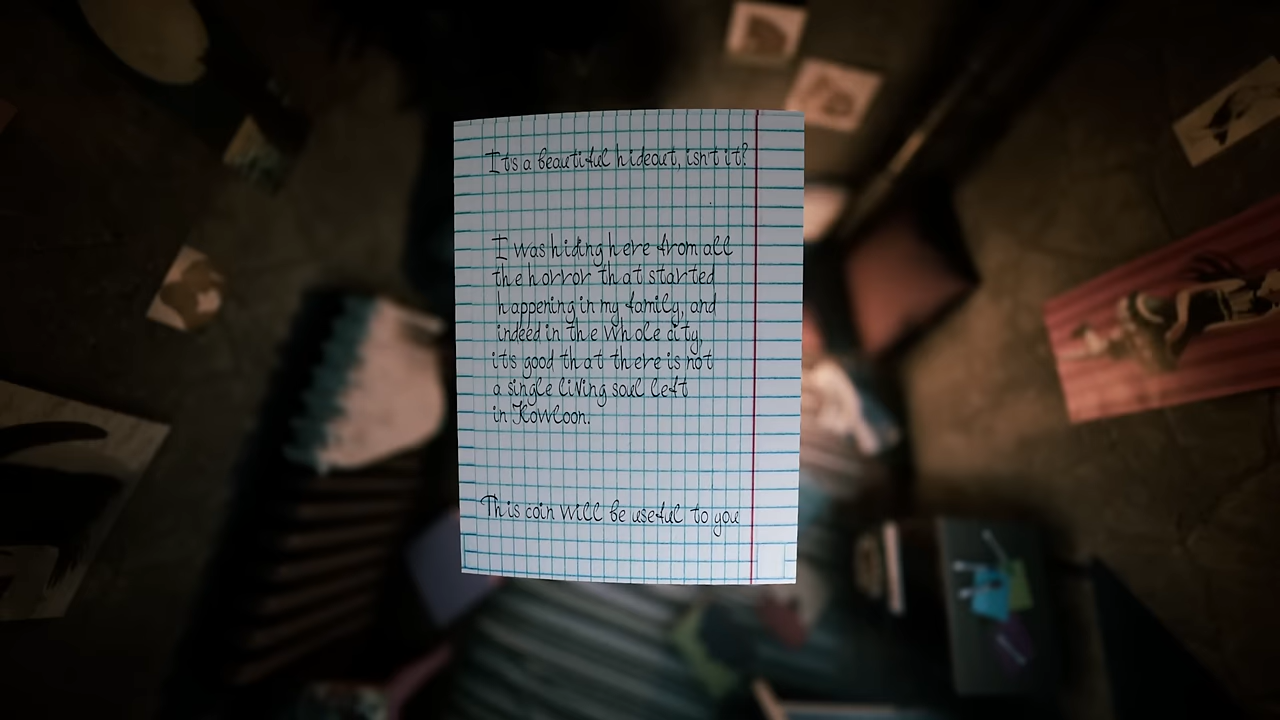 It's a beautiful hideout, isn't it?
I was hiding here from all
the horror that started
happening in my family, and
indeed in the whole city,
it's good that there is not
a single living soul left
in Kowloon.
This coin will be useful to you